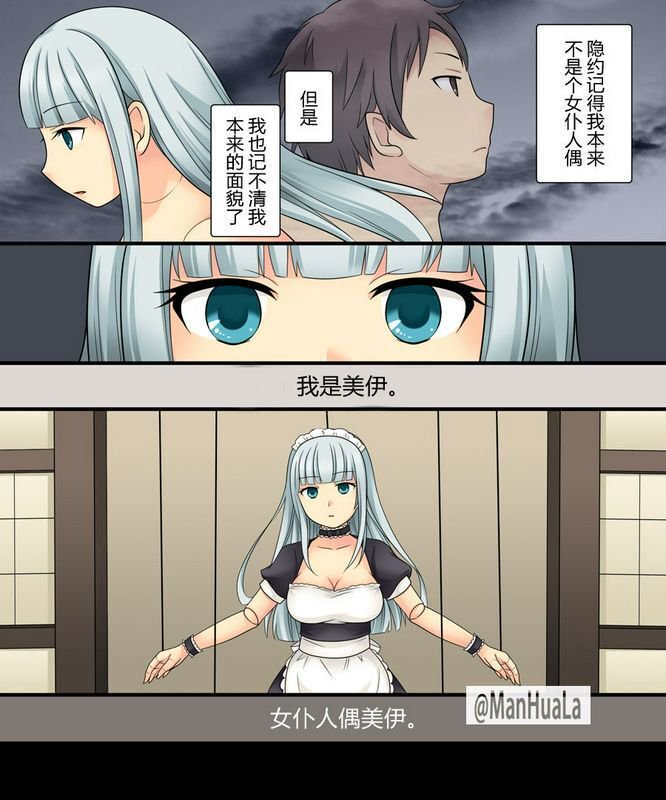 隐约记得我本来
不是个女仆人偶
但是
我也记不清我
本来的面貌了
我是美伊。
女仆人偶美伊。
@ManHuaLa